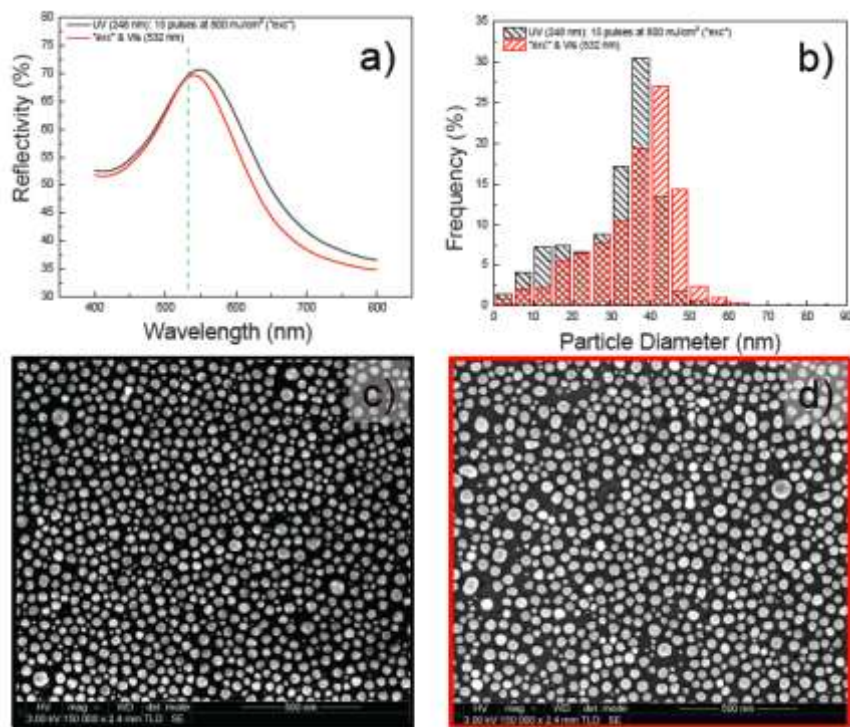 UV (248 nm): 10 pulses at 800 mJ/cm² ("exc")
"exc" & Vis (532 nm)
a)
Reflectivity (%)
80
75
70
65
60
55
50
45
40
35
30
400 500 600 700 800
Wavelength (nm)
UV (248 nm): 10 pulses at 800 mJ/cm² ("exc")
"exc" & Vis (532 nm)
b)
Frequency (%)
35
30
25
20
15
10
5
0
0 10 20 30 40 50 60 70 80 90
Particle Diameter (nm)
c)
HV mag WD det mode 500 nm
3.00 kV 150 000 x 2.4 mm TLD SE
d)
HV mag WD det mode 500 nm
3.00 kV 150 000 x 2.4 mm TLD SE